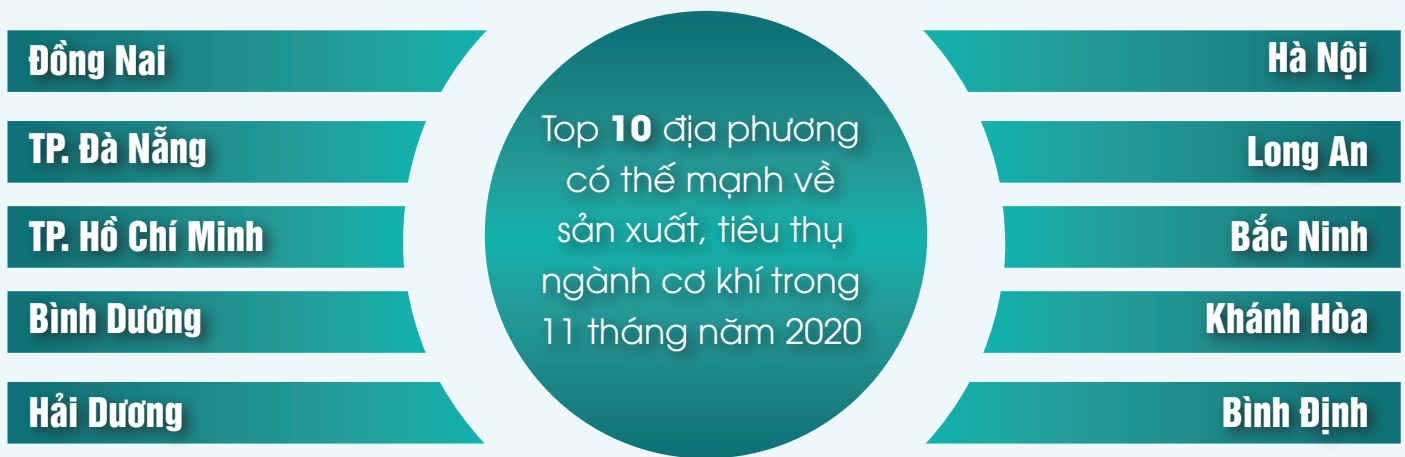 Đồng Nai
TP. Đà Nẵng
TP. Hồ Chí Minh
Bình Dương
Hải Dương
Top 10 địa phương
có thế mạnh về
sản xuất, tiêu thụ
ngành cơ khí trong
11 tháng năm 2020
Hà Nội
Long An
Bắc Ninh
Khánh Hòa
Bình Định